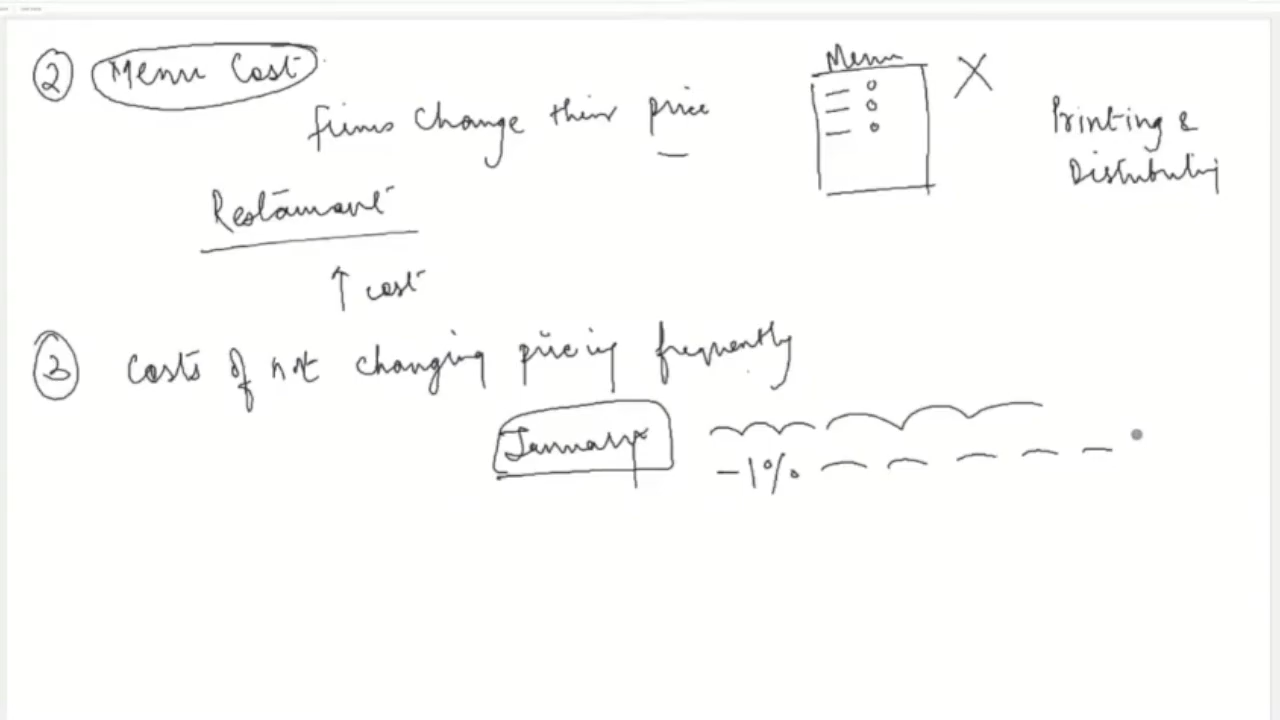 ② Menu Cost
Menu
firms change their price
Printing &
Distributing
Restaurant
↑ cost
③ Costs of not changing pricing frequently
January
-1%